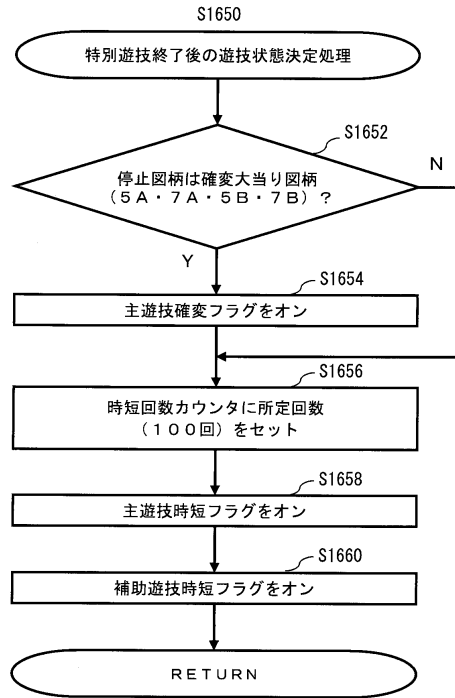 S1650
特別遊技終了後の遊技状態決定処理
S1652
停止図柄は確変大当り図柄
(5A・7A・5B・7B)?
N
Y
S1654
主遊技確変フラグをオン
S1656
時短回数カウンタに所定回数
(100回)をセット
S1658
主遊技時短フラグをオン
S1660
補助遊技時短フラグをオン
RETURN